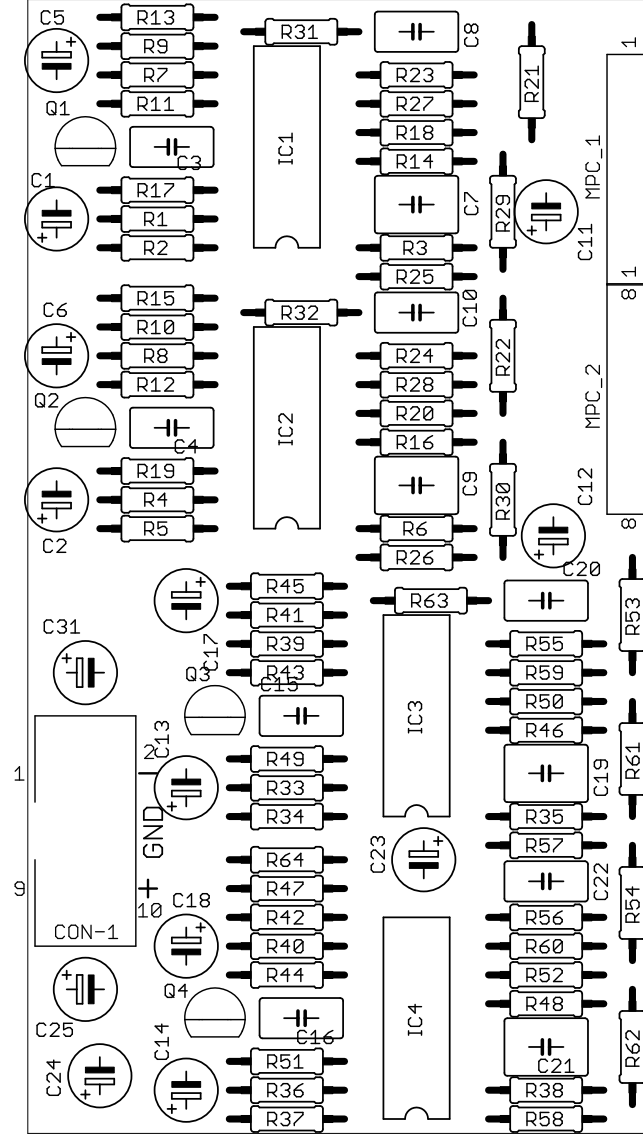 C5
R13
R9
R7
R11
R31
C8
R23
R27
R18
R14
R21
1
Q1
C3
IC1
MPC_1
C1
R17
R1
R2
C7
R29
C11
R3
R25
1
8
C6
R15
R10
R8
R12
R32
C10
R24
R28
R20
R16
R22
MPC_2
Q2
C4
IC2
R19
R4
R5
C2
C9
R30
C12
8
R6
R26
C20
C31
+
C17
R45
R41
R39
R43
R63
R53
R55
R59
R50
R46
Q3
C15
IC3
C13
1
2
-
R49
R33
R34
C19
R61
R35
R57
GND
C23
R64
R47
R42
R40
R44
C22
R54
9
+
10
CON-1
C18
R56
R60
R52
R48
Q4
C16
IC4
C25
C14
C21
R62
C24
R51
R36
R37
R38
R58